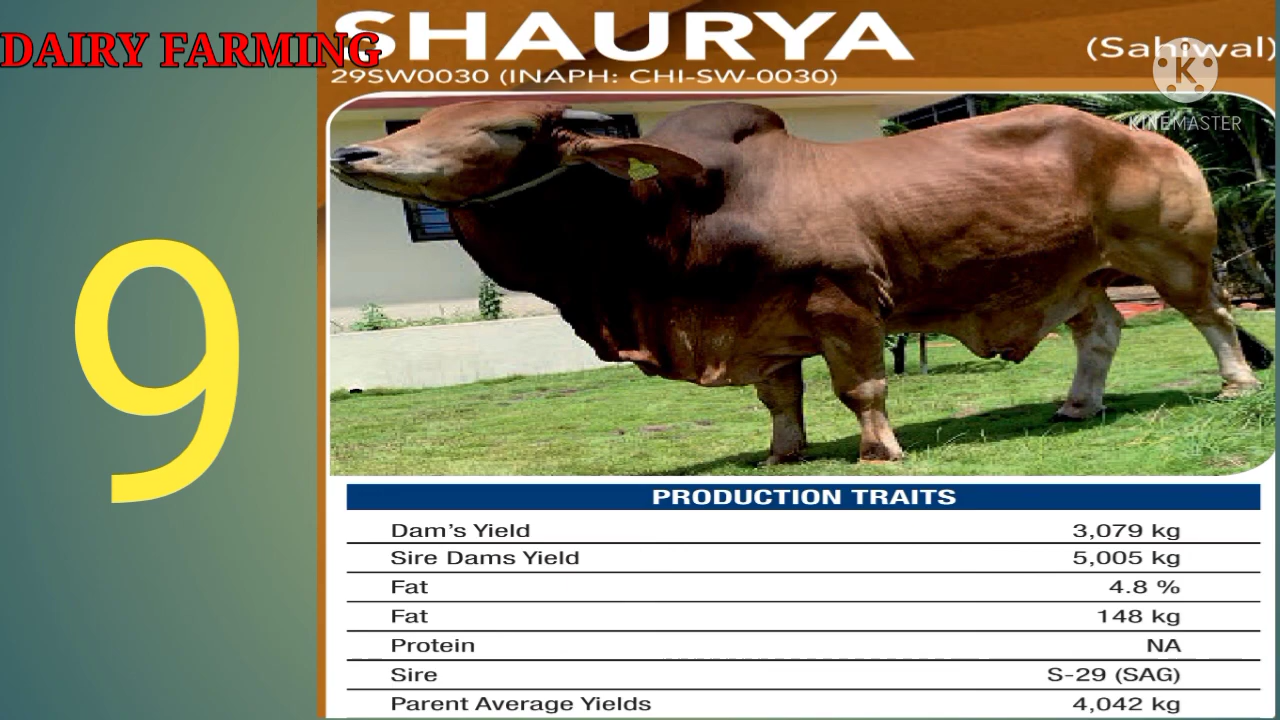 DAIRY FARMING
SHAURYA
(Sahiwal)
29SW0030 (INAPH: CHI-SW-0030)
K
KINEMASTER
9
PRODUCTION TRAITS
Dam's Yield 3,079 kg
Sire Dams Yield 5,005 kg
Fat 4.8 %
Fat 148 kg
Protein NA
Sire S-29 (SAG)
Parent Average Yields 4,042 kg